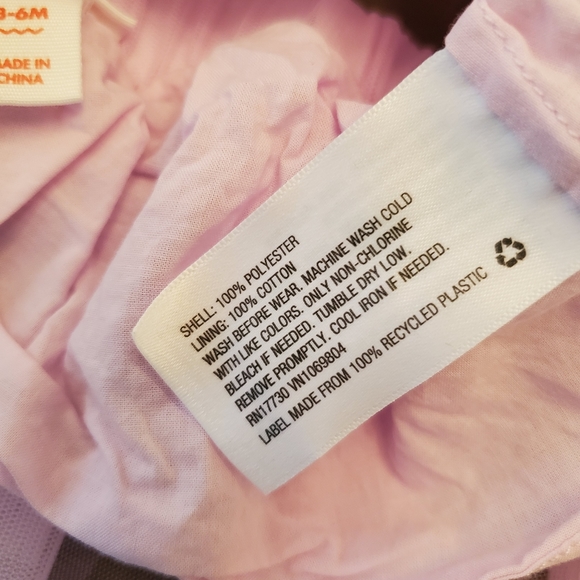 3-6M
MADE IN
CHINA
SHELL: 100% POLYESTER
LINING: 100% COTTON
WASH BEFORE WEAR. MACHINE WASH COLD
WITH LIKE COLORS. ONLY NON-CHLORINE
BLEACH IF NEEDED. TUMBLE DRY LOW.
REMOVE PROMPTLY. COOL IRON IF NEEDED.
RN17730 VN1069804
LABEL MADE FROM 100% RECYCLED PLASTIC